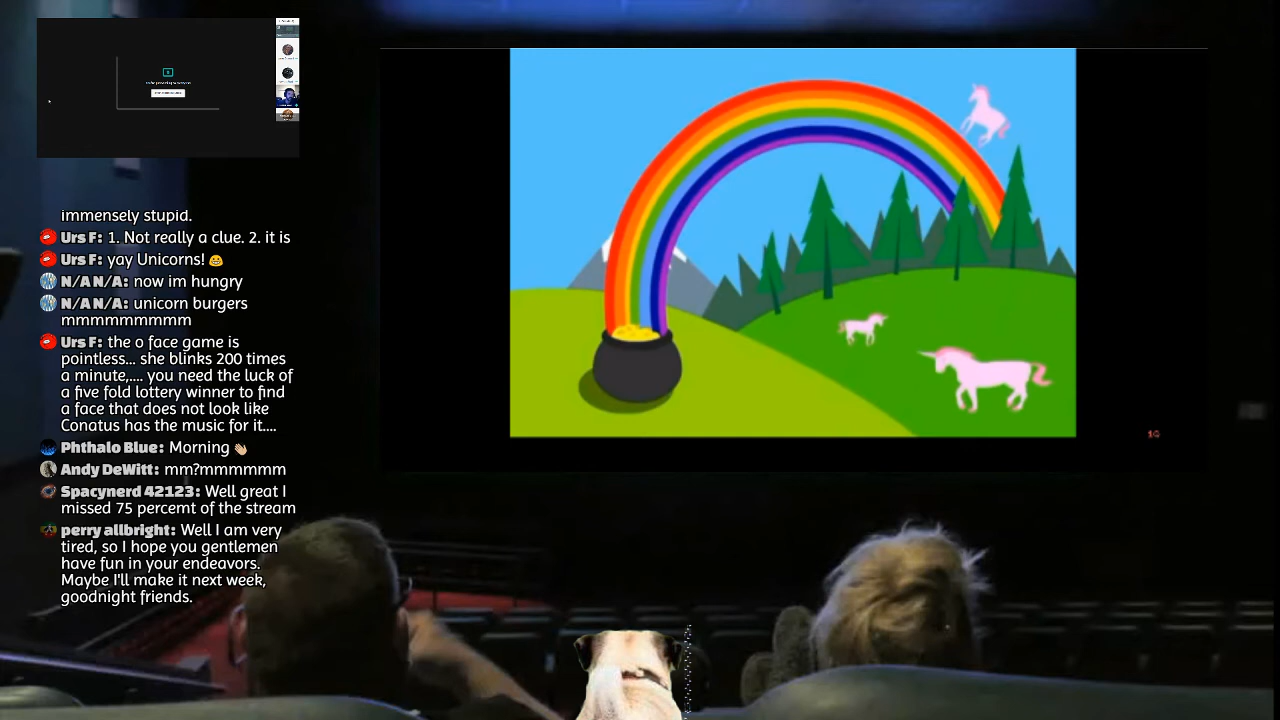 immensely stupid.
Urs F: 1. Not really a clue. 2. it is
Urs F: yay Unicorns!
N/A N/A: now im hungry
N/A N/A: unicorn burgers
mmmmmmmmm
Urs F: the o face game is
pointless... she blinks 200 times
a minute,.... you need the luck of
a five fold lottery winner to find
a face that does not look like
Conatus has the music for it....
Phthalo Blue: Morning
Andy DeWitt: mm?mmmmmm
Spacynerd 42123: Well great I
missed 75 percemt of the stream
perry allbright: Well I am very
tired, so I hope you gentlemen
have fun in your endeavors.
Maybe I'll make it next week,
goodnight friends.